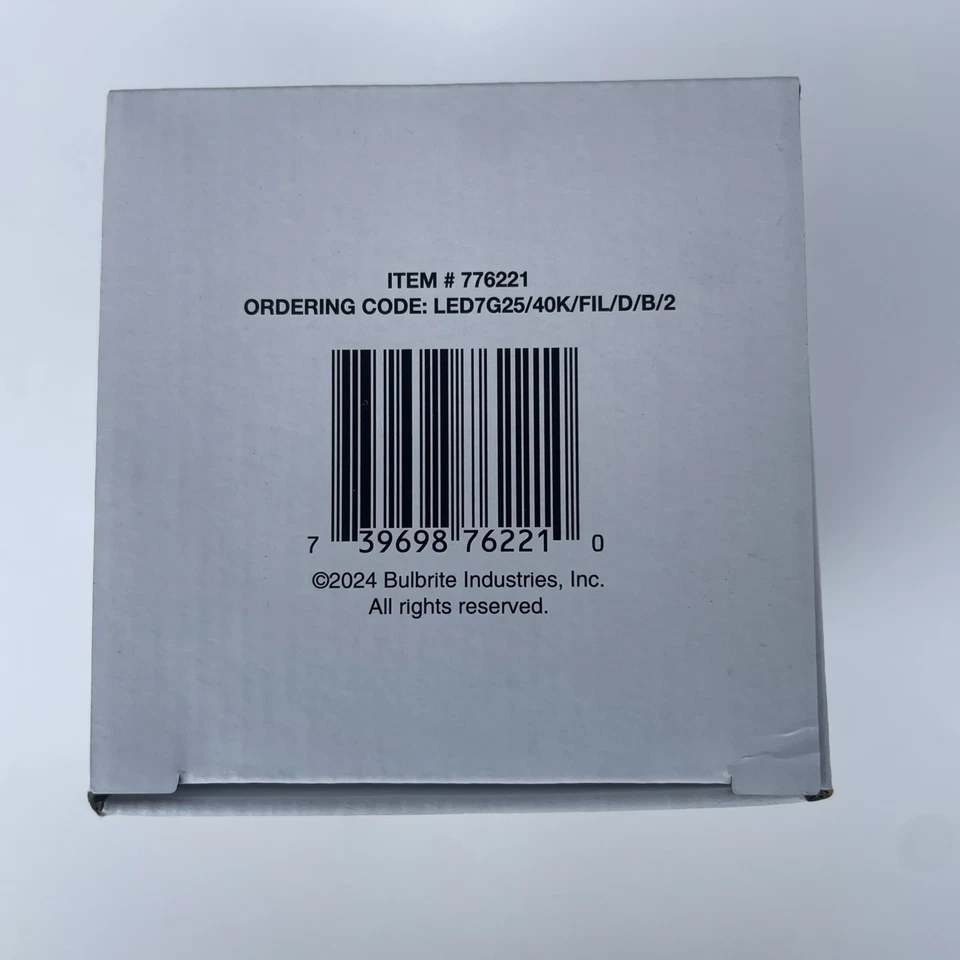 ITEM # 776221
ORDERING CODE: LED7G25/40K/FIL/D/B/2
7 39698 76221 0
©2024 Bulbrite Industries, Inc.
All rights reserved.